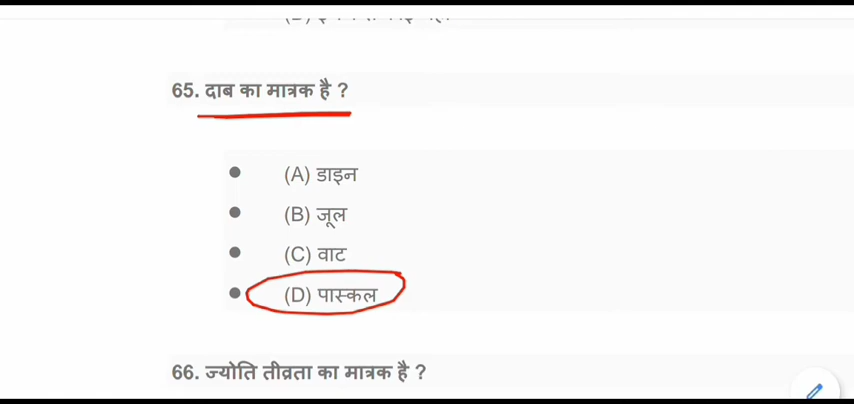 65. दाब का मात्रक है ?
(A) डाइन
(B) जूल
(C) वाट
(D) पास्कल
66. ज्योति तीव्रता का मात्रक है ?